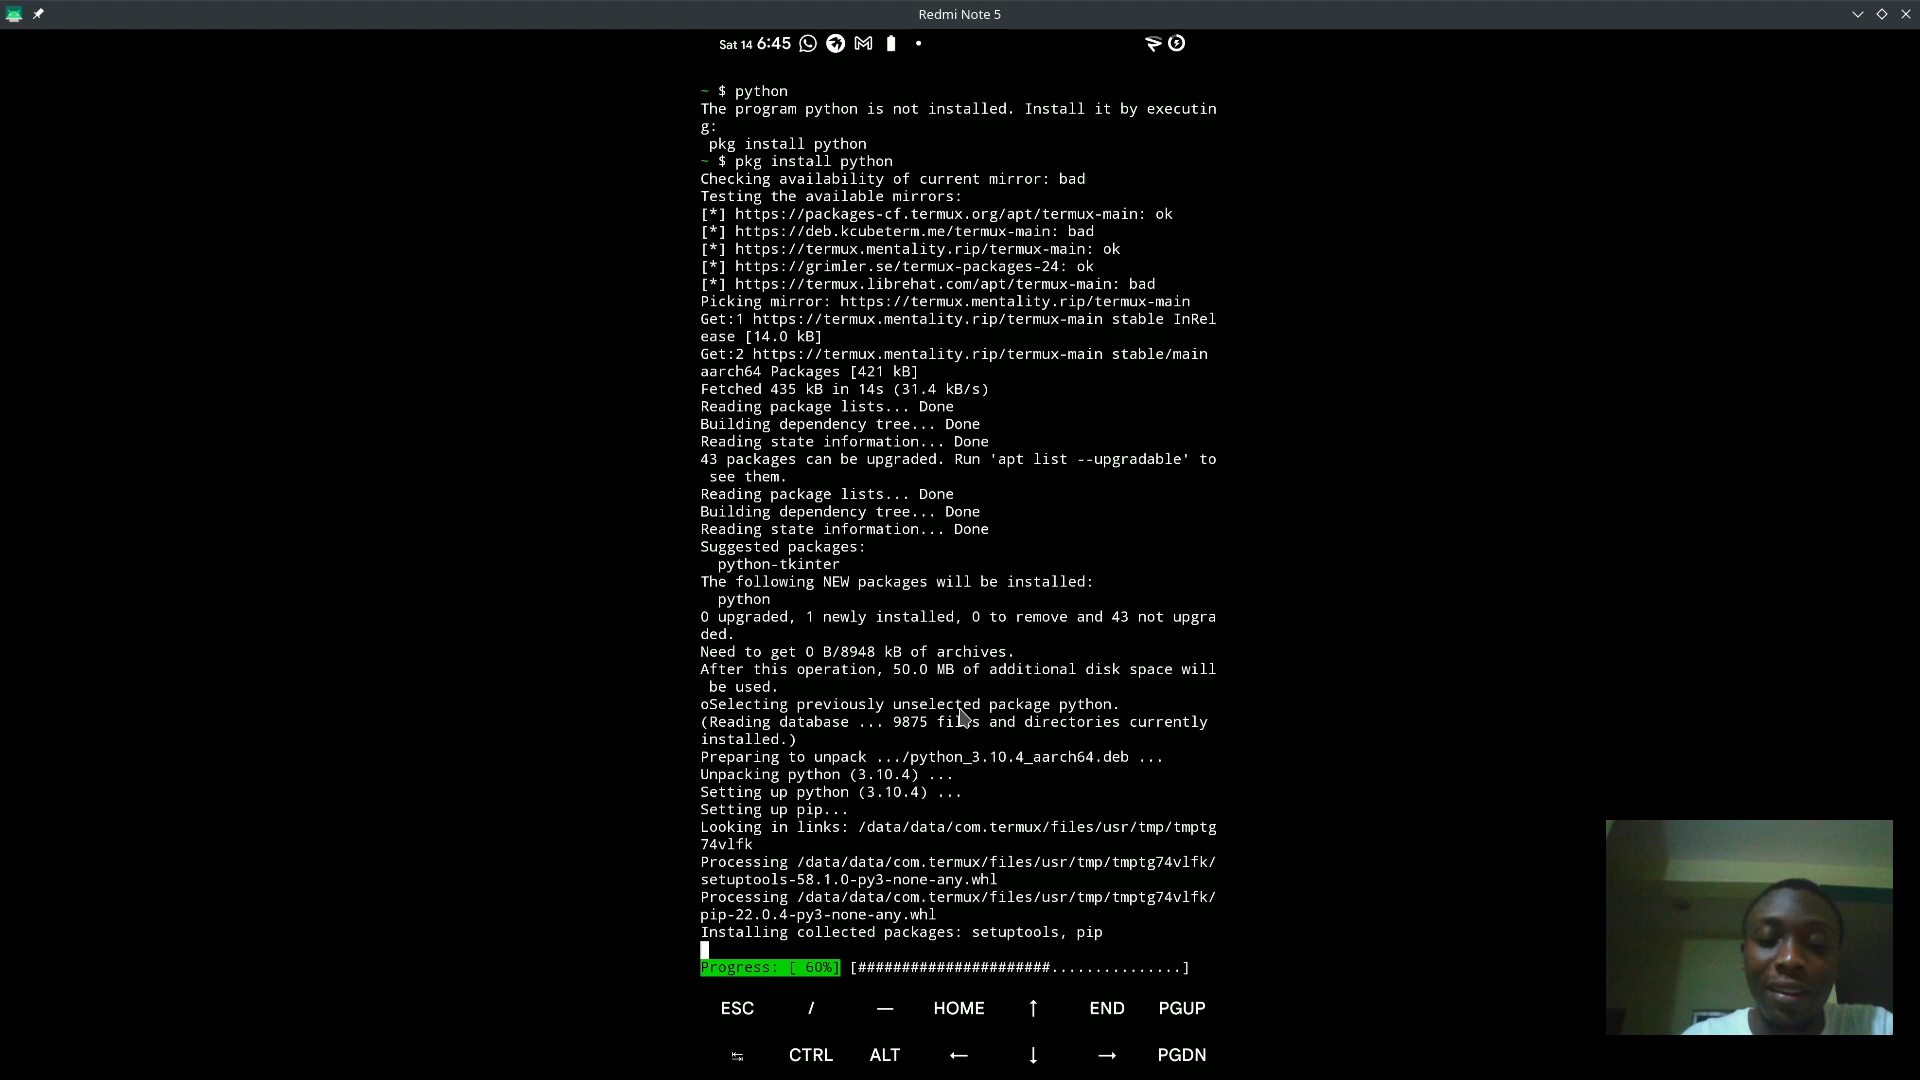 Redmi Note 5
Sat 14 6:45
~ $ python
The program python is not installed. Install it by executin
g:
pkg install python
~ $ pkg install python
Checking availability of current mirror: bad
Testing the available mirrors:
[*] https://packages-cf.termux.org/apt/termux-main: ok
[*] https://deb.kcubeterm.me/termux-main: bad
[*] https://termux.mentality.rip/termux-main: ok
[*] https://grimler.se/termux-packages-24: ok
[*] https://termux.librehat.com/apt/termux-main: bad
Picking mirror: https://termux.mentality.rip/termux-main
Get:1 https://termux.mentality.rip/termux-main stable InRel
ease [14.0 kB]
Get:2 https://termux.mentality.rip/termux-main stable/main
aarch64 Packages [421 kB]
Fetched 435 kB in 14s (31.4 kB/s)
Reading package lists... Done
Building dependency tree... Done
Reading state information... Done
43 packages can be upgraded. Run 'apt list --upgradable' to
see them.
Reading package lists... Done
Building dependency tree... Done
Reading state information... Done
Suggested packages:
python-tkinter
The following NEW packages will be installed:
python
0 upgraded, 1 newly installed, 0 to remove and 43 not upgra
ded.
Need to get 0 B/8948 kB of archives.
After this operation, 50.0 MB of additional disk space will
be used.
oSelecting previously unselected package python.
(Reading database ... 9875 files and directories currently
installed.)
Preparing to unpack .../python_3.10.4_aarch64.deb ...
Unpacking python (3.10.4) ...
Setting up python (3.10.4) ...
Setting up pip...
Looking in links: /data/data/com.termux/files/usr/tmp/tmptg
74vlfk
Processing /data/data/com.termux/files/usr/tmp/tmptg74vlfk/
setuptools-58.1.0-py3-none-any.whl
Processing /data/data/com.termux/files/usr/tmp/tmptg74vlfk/
pip-22.0.4-py3-none-any.whl
Installing collected packages: setuptools, pip
Progress: [ 60%] [######################...............]
ESC / — HOME ↑ END PGUP
↹ CTRL ALT ← ↓ → PGDN